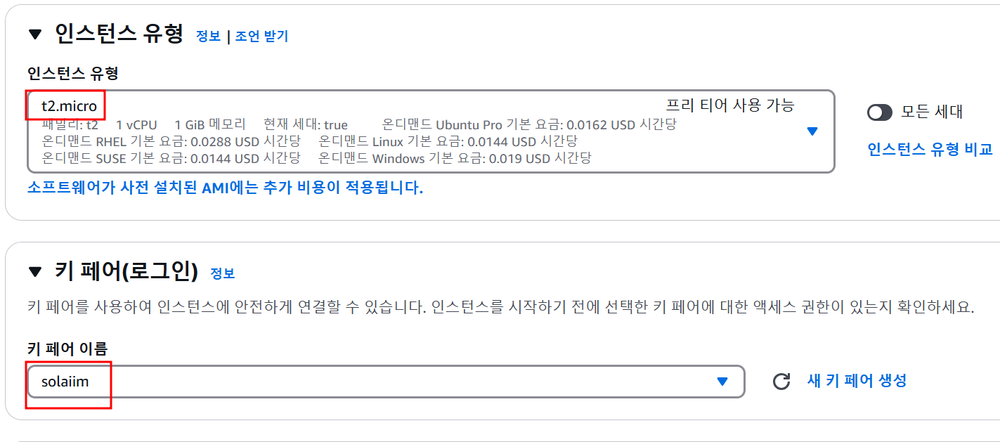 인스턴스 유형 정보 | 조언 받기
인스턴스 유형
t2.micro 프리 티어 사용 가능
패밀리: t2 1 vCPU 1 GiB 메모리 현재 세대: true 온디맨드 Ubuntu Pro 기본 요금: 0.0162 USD 시간당
온디맨드 RHEL 기본 요금: 0.0288 USD 시간당 온디맨드 Linux 기본 요금: 0.0144 USD 시간당
온디맨드 SUSE 기본 요금: 0.0144 USD 시간당 온디맨드 Windows 기본 요금: 0.019 USD 시간당
모든 세대
인스턴스 유형 비교
소프트웨어가 사전 설치된 AMI에는 추가 비용이 적용됩니다.
키 페어(로그인) 정보
키 페어를 사용하여 인스턴스에 안전하게 연결할 수 있습니다. 인스턴스를 시작하기 전에 선택한 키 페어에 대한 액세스 권한이 있는지 확인하세요.
키 페어 이름
solaiim
새 키 페어 생성